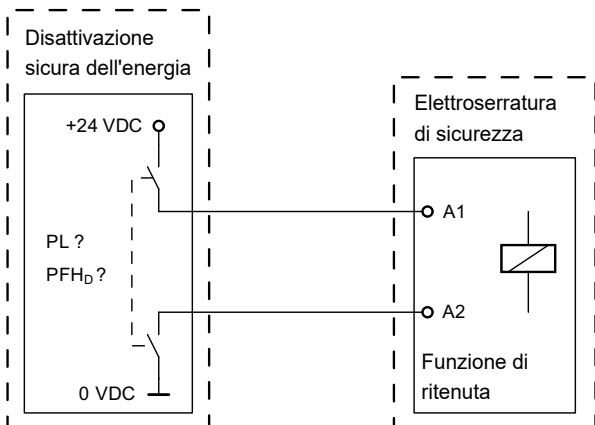 Disattivazione
sicura dell'energia
+24 VDC
PL ?
PFHD ?
0 VDC
Elettroserratura
di sicurezza
A1
A2
Funzione di
ritenuta